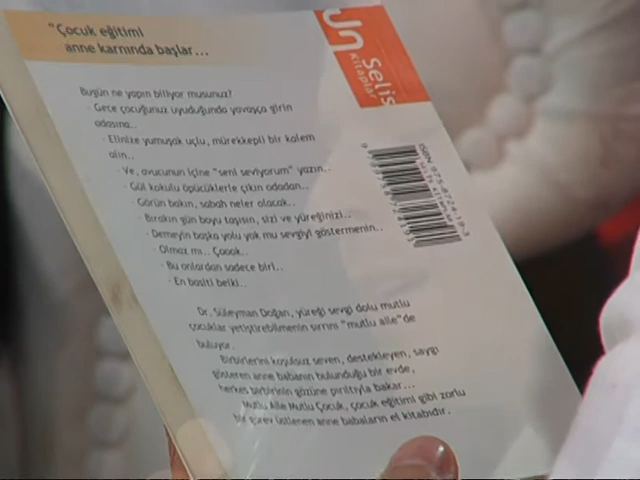 "Çocuk eğitimi
anne karnında başlar...
Selis
Kitaplar
Bugün ne yapın biliyor musunuz?
- Gece çocuğunuz uyuduğunda yavaşça girin
odasına..
- Elinize yumuşak uçlu, mürekkepli bir kalem
alın..
- Ve, avucunun içine "seni seviyorum" yazın..
- Gül kokulu öpücüklerle çıkın odadan..
- Görün bakın, sabah neler olacak..
- Bırakın gün boyu taşısın, sizi ve yüreğinizi..
- Demeyin başka yolu yok mu sevgiyi göstermenin..
- Olmaz mı.. Çoook..
- Bu onlardan sadece biri..
- En basiti belki..
Dr. Süleyman Doğan, yüreği sevgi dolu mutlu
çocuklar yetiştirebilmenin sırrını "mutlu aile"de
buluyor.
Birbirlerini koşulsuz seven, destekleyen, saygı
gösteren anne babanın bulunduğu bir evde,
herkes birbirinin gözüne pırıltıyla bakar...
Mutlu Aile Mutlu Çocuk, çocuk eğitimi gibi zorlu
bir görev üstlenen anne babaların el kitabıdır.